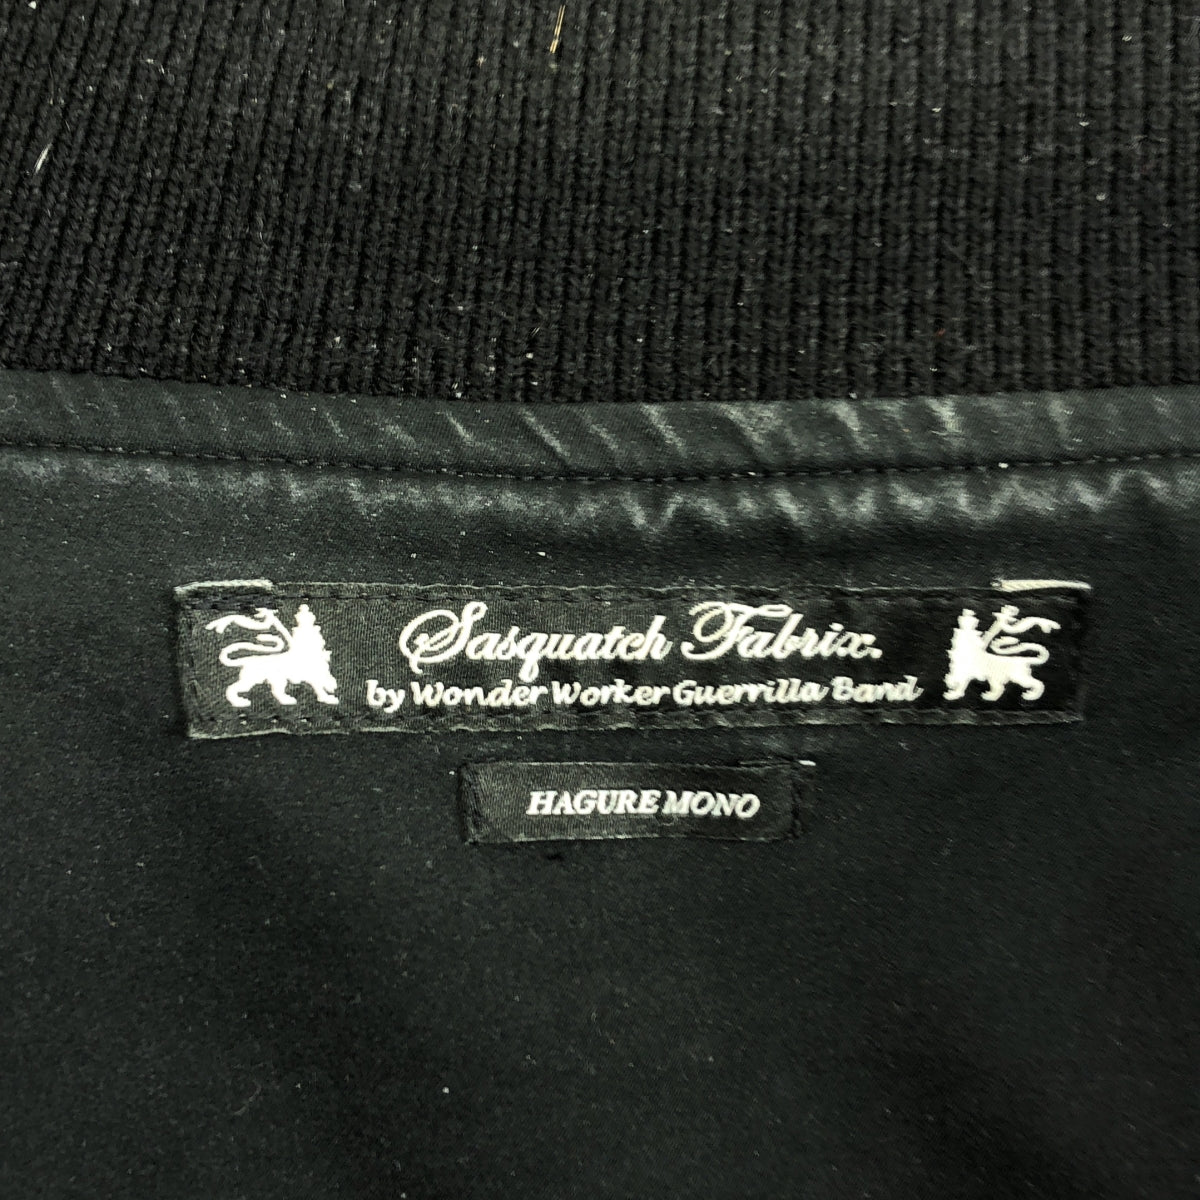 Sasquatch Fabrix.
by Wonder Worker Guerrilla Band
HAGURE MONO